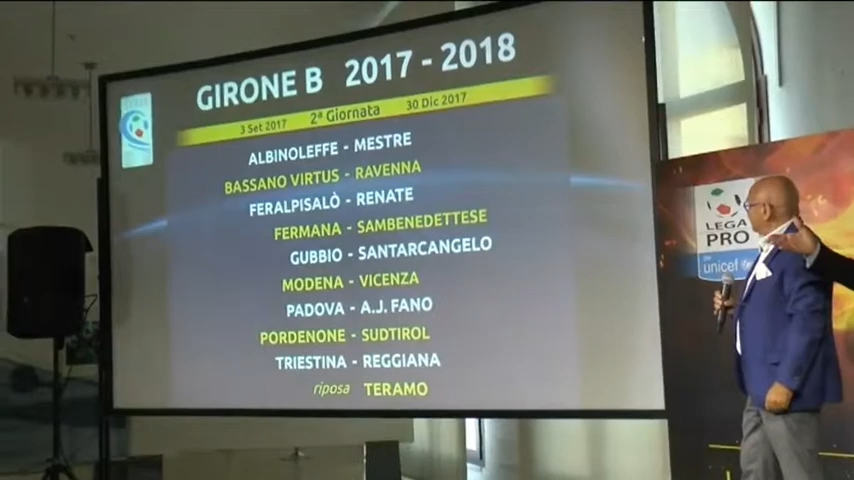 GIRONE B 2017 - 2018
3 Set 2017 2ª Giornata 30 Dic 2017
ALBINOLEFFE - MESTRE
BASSANO VIRTUS - RAVENNA
FERALPISALÒ - RENATE
FERMANA - SAMBENEDETTESE
GUBBIO - SANTARCANGELO
MODENA - VICENZA
PADOVA - A.J. FANO
PORDENONE - SUDTIROL
TRIESTINA - REGGIANA
riposa TERAMO
LEGA
PRO
unicef